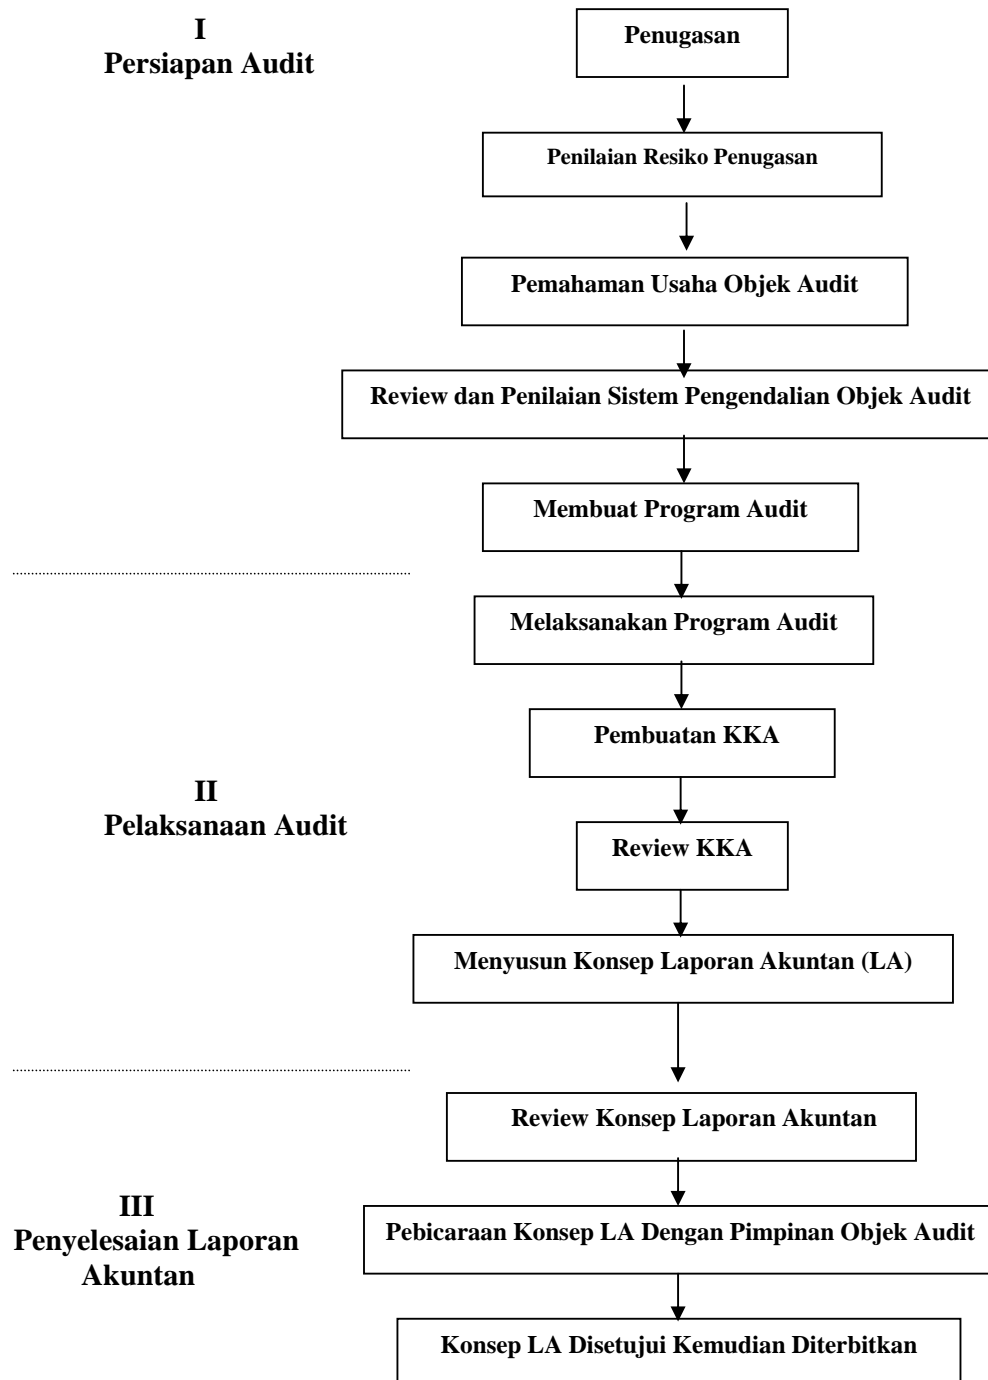 I
Persiapan Audit
Penugasan
Penilaian Resiko Penugasan
Pemahaman Usaha Objek Audit
Review dan Penilaian Sistem Pengendalian Objek Audit
Membuat Program Audit
II
Pelaksanaan Audit
Melaksanakan Program Audit
Pembuatan KKA
Review KKA
Menyusun Konsep Laporan Akuntan (LA)
III
Penyelesaian Laporan
Akuntan
Review Konsep Laporan Akuntan
Pebicaraan Konsep LA Dengan Pimpinan Objek Audit
Konsep LA Disetujui Kemudian Diterbitkan